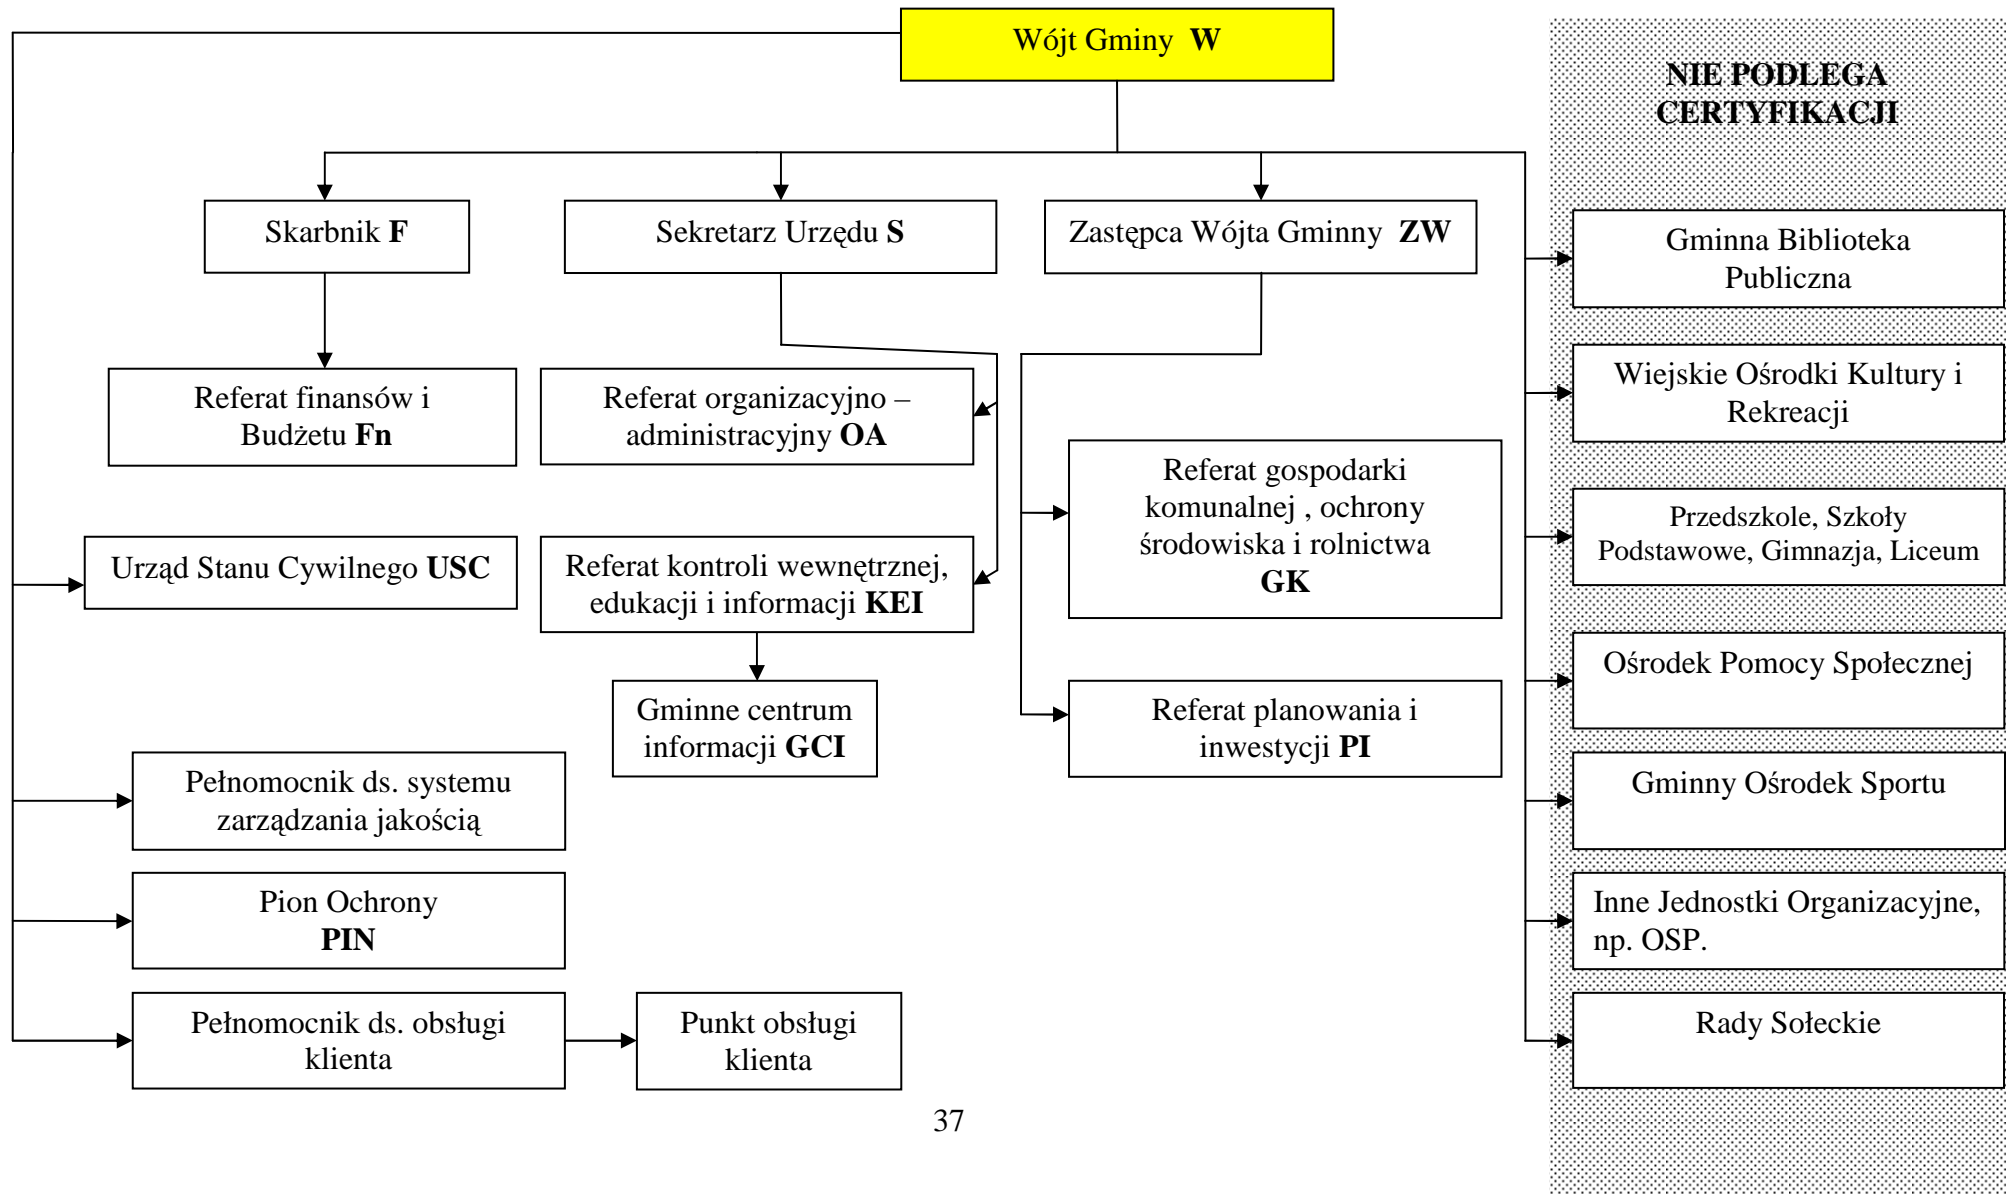 Wójt Gminy W
NIE PODLEGA
CERTYFIKACJI
Skarbnik F
Sekretarz Urzędu S
Zastępca Wójta Gminny ZW
Gminna Biblioteka
Publiczna
Referat finansów i
Budżetu Fn
Referat organizacyjno –
administracyjny OA
Wiejskie Ośrodki Kultury i
Rekreacji
Referat gospodarki
komunalnej , ochrony
środowiska i rolnictwa
GK
Przedszkole, Szkoły
Podstawowe, Gimnazja, Liceum
Urząd Stanu Cywilnego USC
Referat kontroli wewnętrznej,
edukacji i informacji KEI
Ośrodek Pomocy Społecznej
Gminne centrum
informacji GCI
Referat planowania i
inwestycji PI
Pełnomocnik ds. systemu
zarządzania jakością
Gminny Ośrodek Sportu
Pion Ochrony
PIN
Inne Jednostki Organizacyjne,
np. OSP.
Pełnomocnik ds. obsługi
klienta
Punkt obsługi
klienta
Rady Sołeckie
37